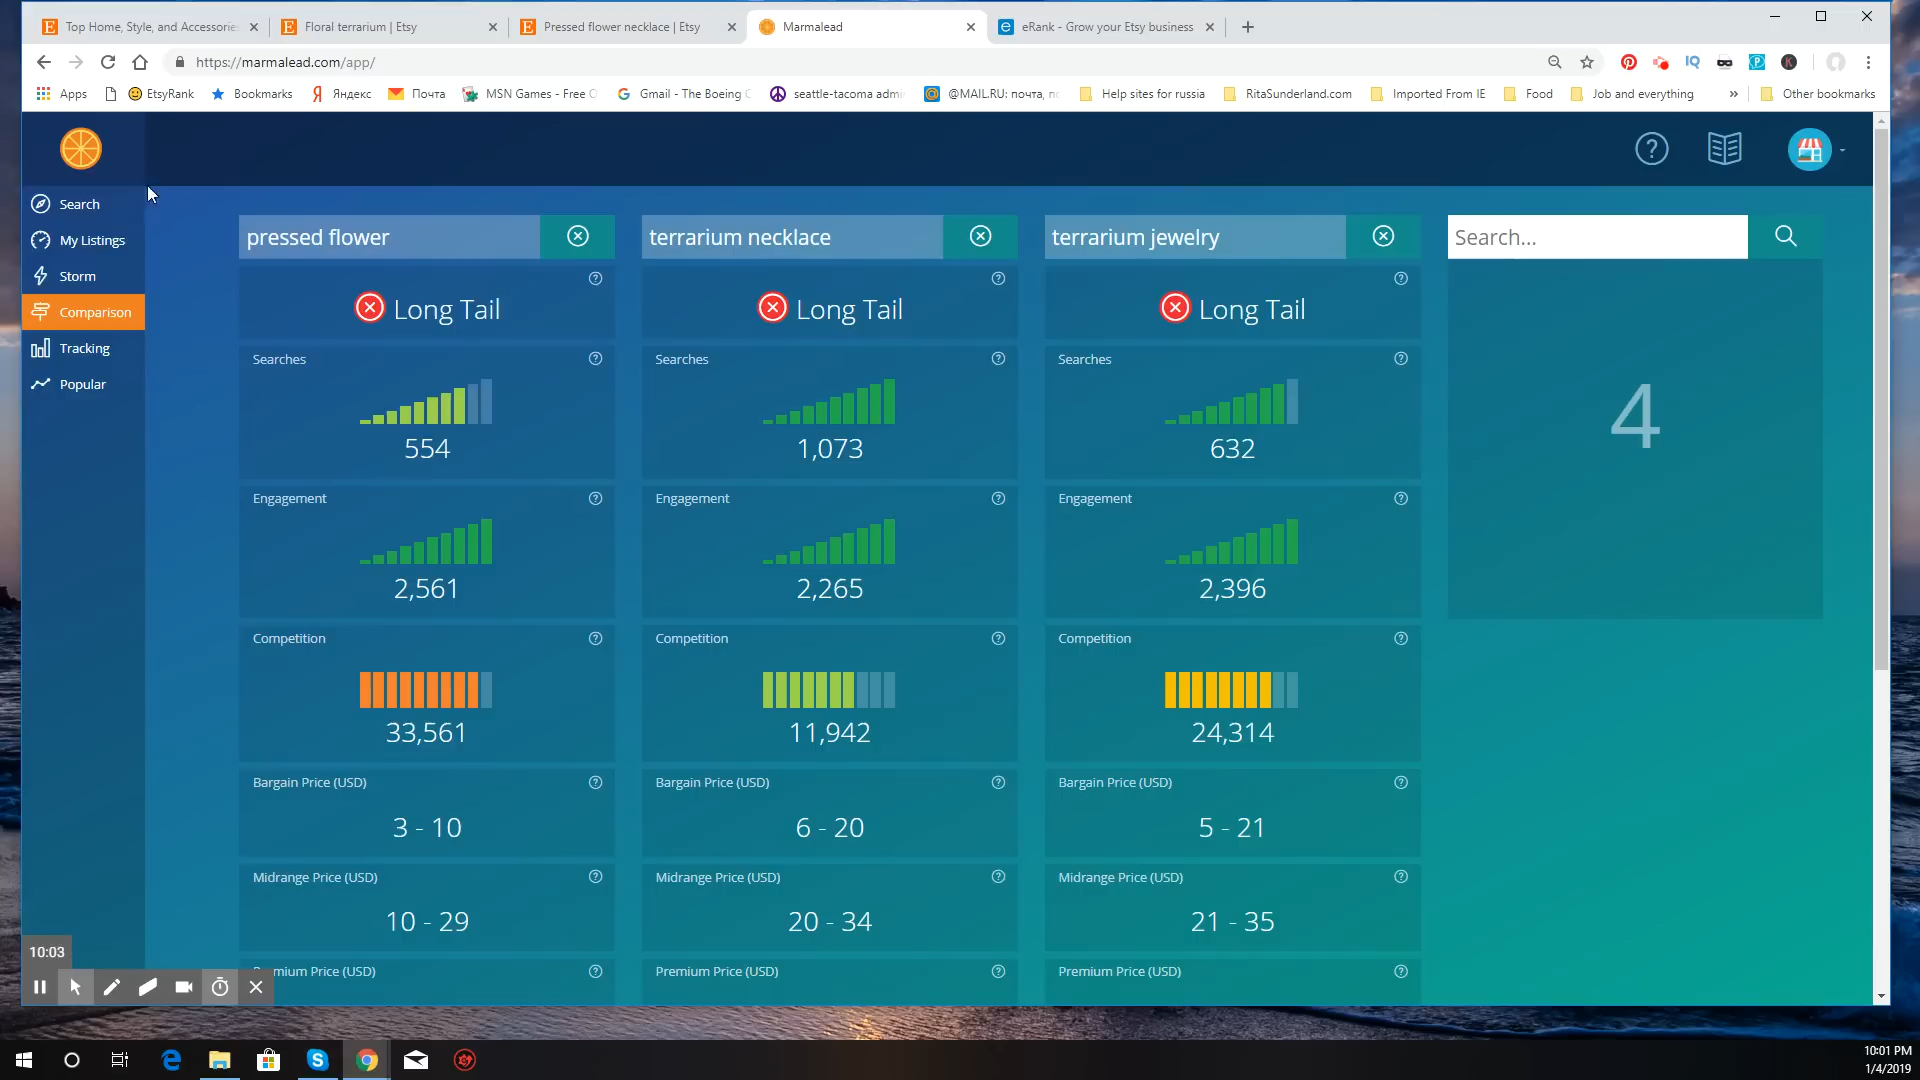 Top Home, Style, and Accessories
Floral terrarium | Etsy
Pressed flower necklace | Etsy
Marmalead
eRank - Grow your Etsy business
https://marmalead.com/app/
Apps
EtsyRank
Bookmarks
Яндекс
Почта
MSN Games - Free
Gmail - The Boeing
seattle-tacoma admi
@MAIL.RU: почта,
Help sites for russia
RitaSunderland.com
Imported From IE
Food
Job and everything
Other bookmarks
Search
My Listings
Storm
Comparison
Tracking
Popular
pressed flower
terrarium necklace
terrarium jewelry
Search...
Long Tail
Long Tail
Long Tail
4
Searches
Searches
Searches
554
1,073
632
Engagement
Engagement
Engagement
2,561
2,265
2,396
Competition
Competition
Competition
33,561
11,942
24,314
Bargain Price (USD)
Bargain Price (USD)
Bargain Price (USD)
3 - 10
6 - 20
5 - 21
Midrange Price (USD)
Midrange Price (USD)
Midrange Price (USD)
10 - 29
20 - 34
21 - 35
10:03
mium Price (USD)
Premium Price (USD)
Premium Price (USD)
10:01 PM
1/4/2019